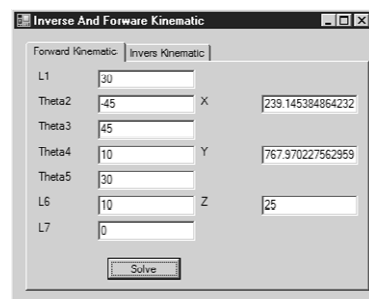 Inverse And Forware Kinematic
Forward Kinematic Invers Kinematic
L1 30
Theta2 -45 X 239.145384864232
Theta3 45
Theta4 10 Y 767.970227562959
Theta5 30
L6 10 Z 25
L7 0
Solve